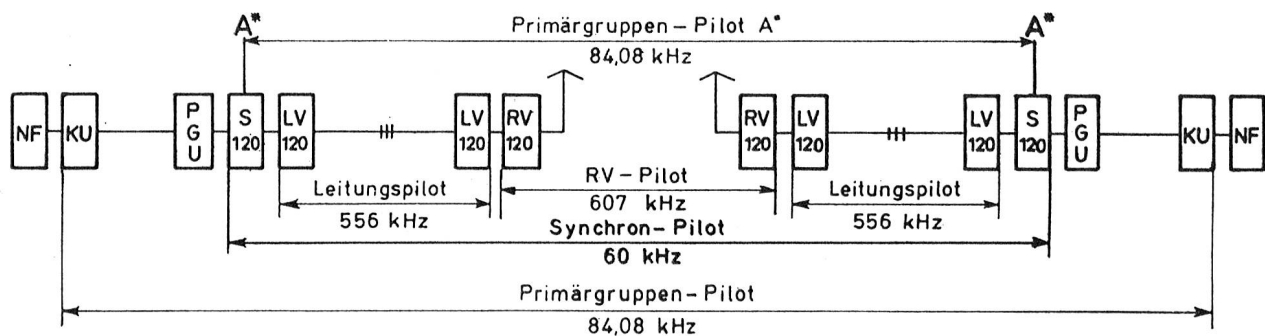 A* Primärgruppen-Pilot A* A*
84,08 kHz
NF KU PGU S 120 LV 120 LV 120 RV 120 RV 120 LV 120 LV 120 S 120 PGU KU NF
Leitungspilot RV-Pilot Leitungspilot
556 kHz 607 kHz 556 kHz
Synchron-Pilot
60 kHz
Primärgruppen-Pilot
84,08 kHz